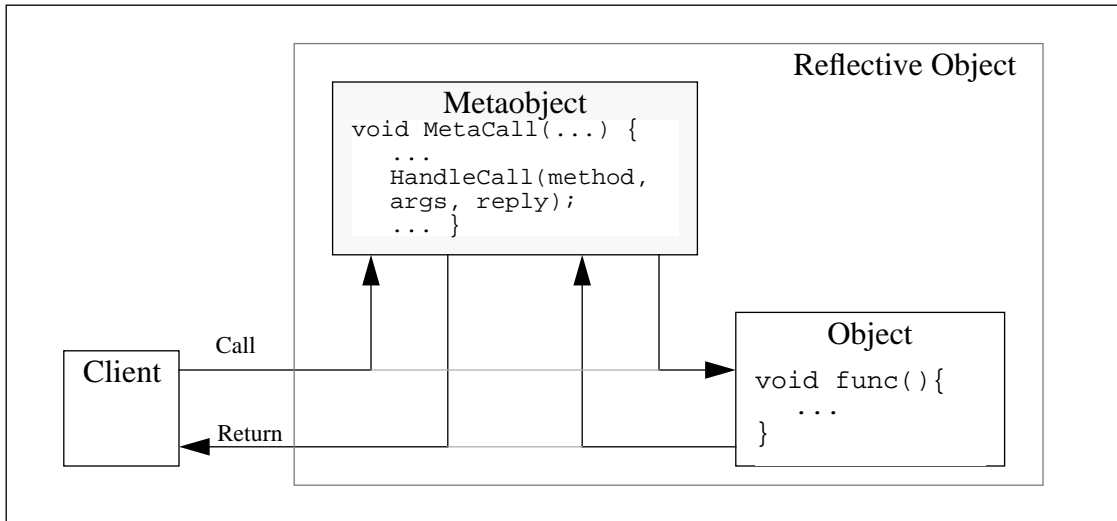 Reflective Object
Metaobject
void MetaCall(...) {
...
HandleCall(method,
args, reply);
... }
Call
Client
Return
Object
void func(){
...
}